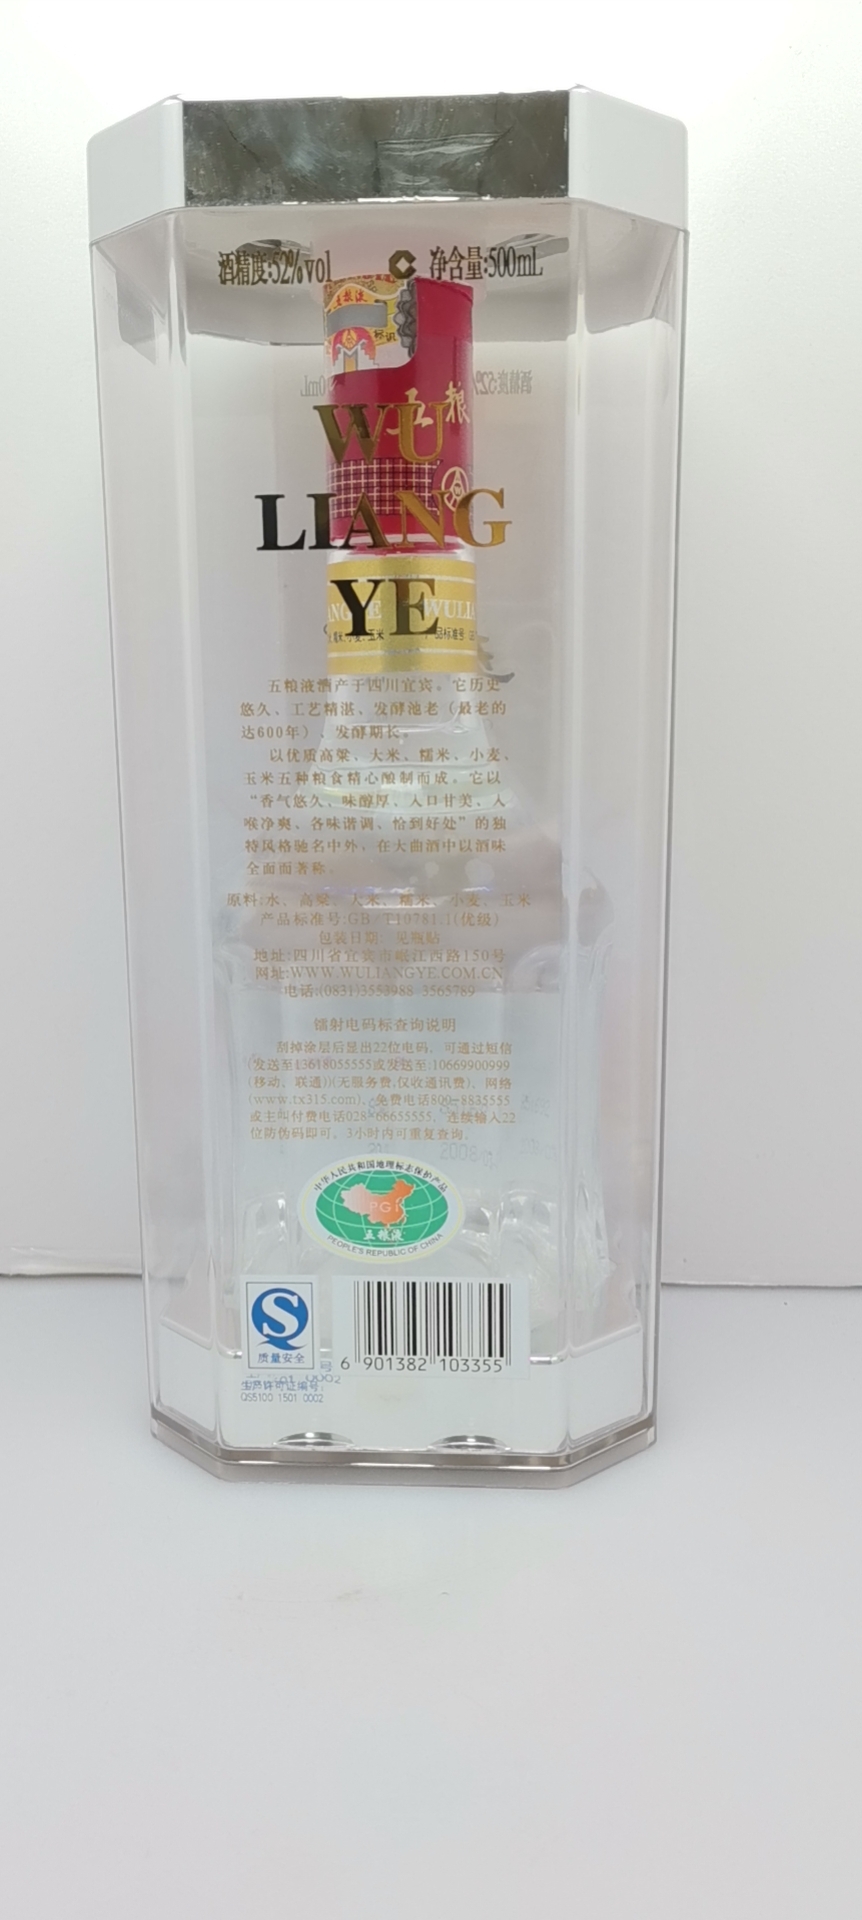 酒精度:52%vol 净含量:500mL
五粮液
标识
五粮
WU
LIANG
YE
WULIA
品标准号
五粮液酒产于四川宜宾。它历史
悠久、工艺精湛、发酵池老（最老的
达600年）、发酵期长。
以优质高粱、大米、糯米、小麦、
玉米五种粮食精心酿制而成。它以
“香气悠久、味醇厚、入口甘美、入
喉净爽、各味谐调、恰到好处”的独
特风格驰名中外，在大曲酒中以酒味
全面而著称。
原料:水、高粱、大米、糯米、小麦、玉米
产品标准号:GB/T10781.1(优级)
包装日期: 见瓶贴
地址:四川省宜宾市岷江西路150号
网址:WWW.WULIANGYE.COM.CN
电话:(0831)3553988 3565789
镭射电码标查询说明
刮掉涂层后显出22位电码，可通过短信
(发送至13618055555或发送至:10669900999
(移动、联通))(无服务费,仅收通讯费)、网络
(www.tx315.com)、免费电话800-8835555
或主叫付费电话028-66655555，连续输入22
位防伪码即可。3小时内可重复查询。
2008
中华人民共和国地理标志保护产品
PGI
五粮液
PEOPLE'S REPUBLIC OF CHINA
质量安全
6 901382 103355
生产许可证编号:
QS5100 1501 0002